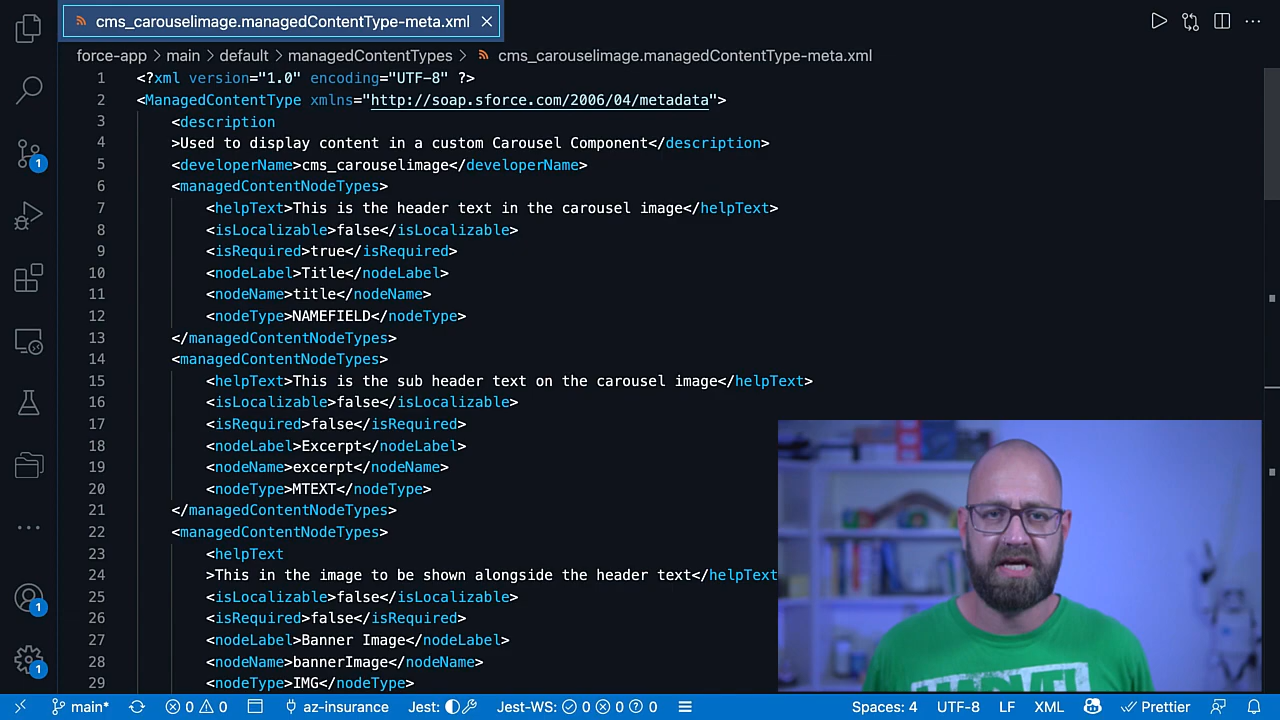 cms_carouselimage.managedContentType-meta.xml
force-app > main > default > managedContentTypes > cms_carouselimage.managedContentType-meta.xml
1 <?xml version="1.0" encoding="UTF-8" ?>
2 <ManagedContentType xmlns="http://soap.sforce.com/2006/04/metadata">
3 <description
4 >Used to display content in a custom Carousel Component</description>
5 <developerName>cms_carouselimage</developerName>
6 <managedContentNodeTypes>
7 <helpText>This is the header text in the carousel image</helpText>
8 <isLocalizable>false</isLocalizable>
9 <isRequired>true</isRequired>
10 <nodeLabel>Title</nodeLabel>
11 <nodeName>title</nodeName>
12 <nodeType>NAMEFIELD</nodeType>
13 </managedContentNodeTypes>
14 <managedContentNodeTypes>
15 <helpText>This is the sub header text on the carousel image</helpText>
16 <isLocalizable>false</isLocalizable>
17 <isRequired>false</isRequired>
18 <nodeLabel>Excerpt</nodeLabel>
19 <nodeName>excerpt</nodeName>
20 <nodeType>MTEXT</nodeType>
21 </managedContentNodeTypes>
22 <managedContentNodeTypes>
23 <helpText
24 >This in the image to be shown alongside the header text</helpText
25 <isLocalizable>false</isLocalizable>
26 <isRequired>false</isRequired>
27 <nodeLabel>Banner Image</nodeLabel>
28 <nodeName>bannerImage</nodeName>
29 <nodeType>IMG</nodeType>
1
1
1
MARVEL
main* 0 0 az-insurance Jest: Jest-WS: 0 0 0 Spaces: 4 UTF-8 LF XML Prettier